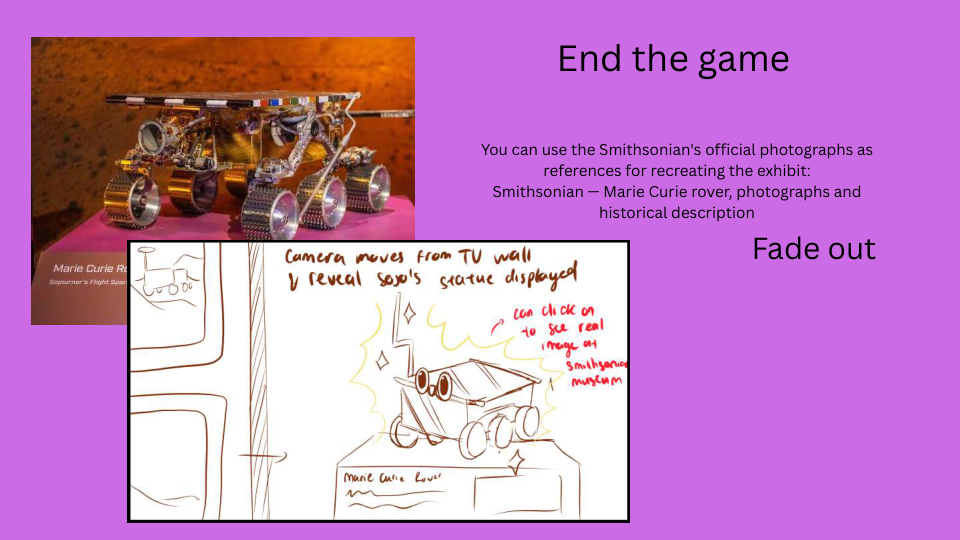 End the game
You can use the Smithsonian's official photographs as
references for recreating the exhibit:
Smithsonian — Marie Curie rover, photographs and
historical description
Fade out
Marie Curie Ro
Sojourner's Flight Spar
Camera moves from TV wall
& reveal sojo's statue displayed
can click on
to see real
image at
smithsonian
museum
Marie Curie Rover